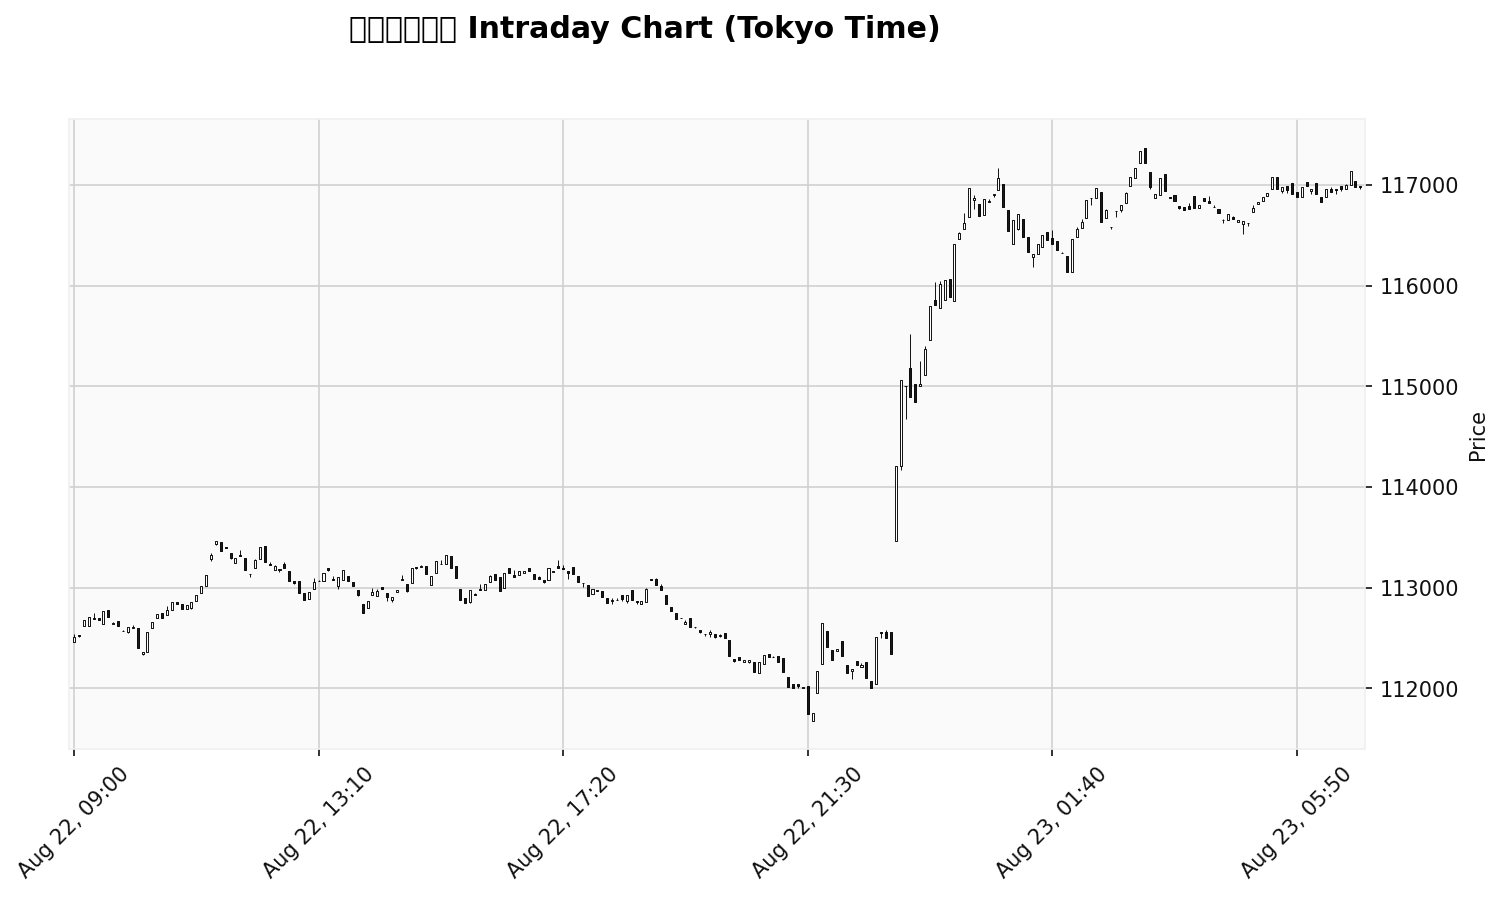 Intraday Chart (Tokyo Time)
117000
116000
115000
114000
113000
112000
Price
Aug 22, 09:00
Aug 22, 13:10
Aug 22, 17:20
Aug 22, 21:30
Aug 23, 01:40
Aug 23, 05:50